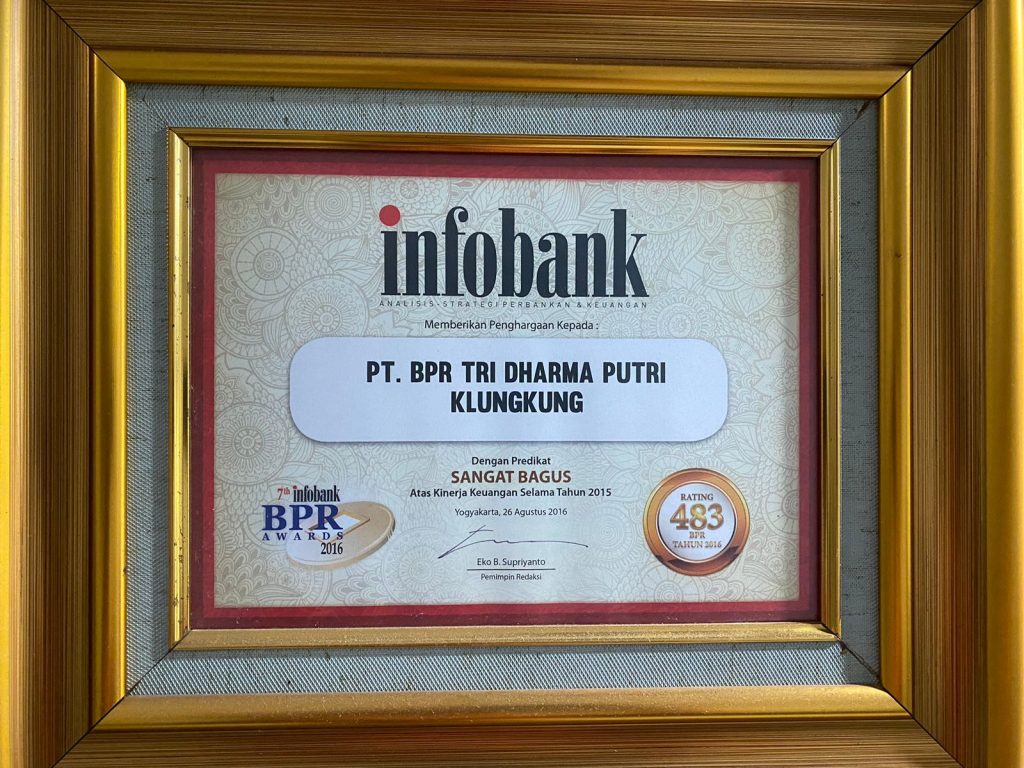 infobank
ANALISIS-STRATEGI PERBANKAN & KEUANGAN
Memberikan Penghargaan Kepada :
PT. BPR TRI DHARMA PUTRI
KLUNGKUNG
Dengan Predikat
SANGAT BAGUS
Atas Kinerja Keuangan Selama Tahun 2015
Yogyakarta, 26 Agustus 2016
Eko B. Supriyanto
Pemimpin Redaksi
7th infobank
BPR
AWARDS
2016
RATING
483
BPR
TAHUN 2016